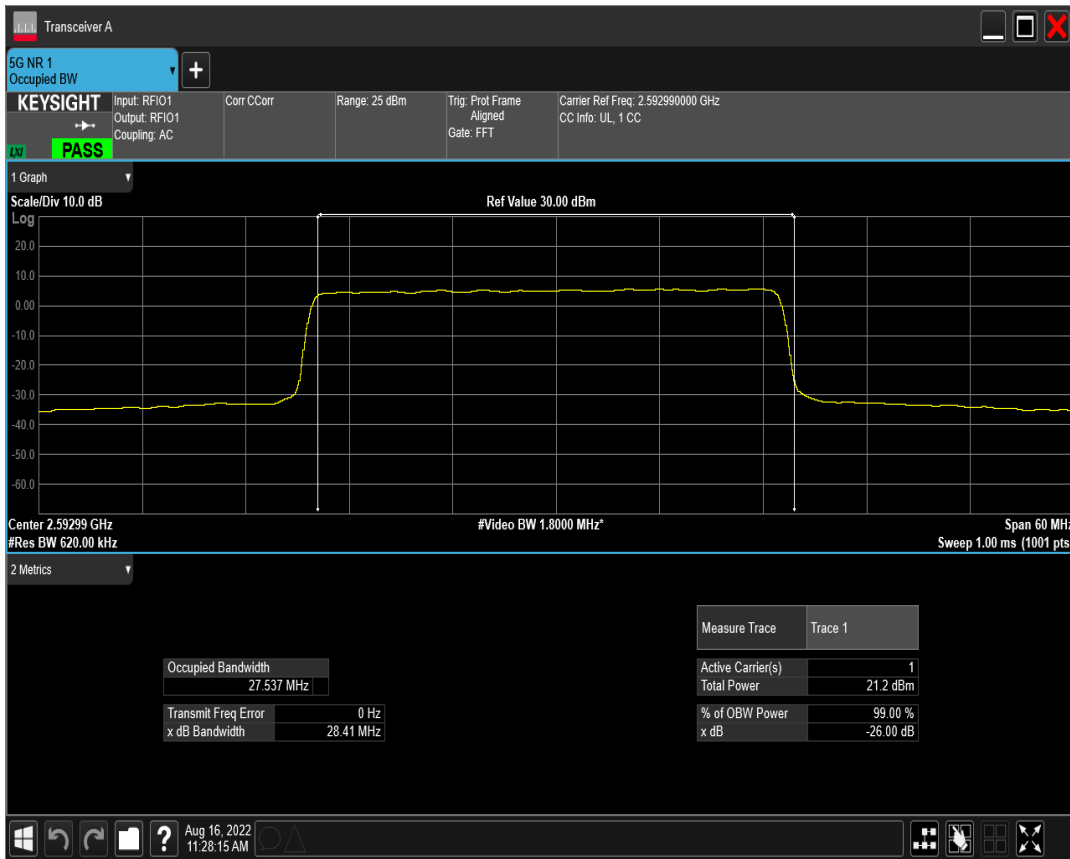 Transceiver A
5G NR 1
Occupied BW
KEYSIGHT
LXI
PASS
Input: RFIO1
Output: RFIO1
Coupling: AC
Corr CCorr
Range: 25 dBm
Trig: Prot Frame
Aligned
Gate: FFT
Carrier Ref Freq: 2.592990000 GHz
CC Info: UL, 1 CC
1 Graph
Scale/Div 10.0 dB
Ref Value 30.00 dBm
Log
20.0
10.0
0.00
-10.0
-20.0
-30.0
-40.0
-50.0
-60.0
Center 2.59299 GHz
#Video BW 1.8000 MHz*
Span 60 MHz
#Res BW 620.00 kHz
Sweep 1.00 ms (1001 pts
2 Metrics
Measure Trace Trace 1
Occupied Bandwidth
27.537 MHz
Active Carrier(s) 1
Total Power 21.2 dBm
Transmit Freq Error 0 Hz
x dB Bandwidth 28.41 MHz
% of OBW Power 99.00 %
x dB -26.00 dB
?
Aug 16, 2022
11:28:15 AM